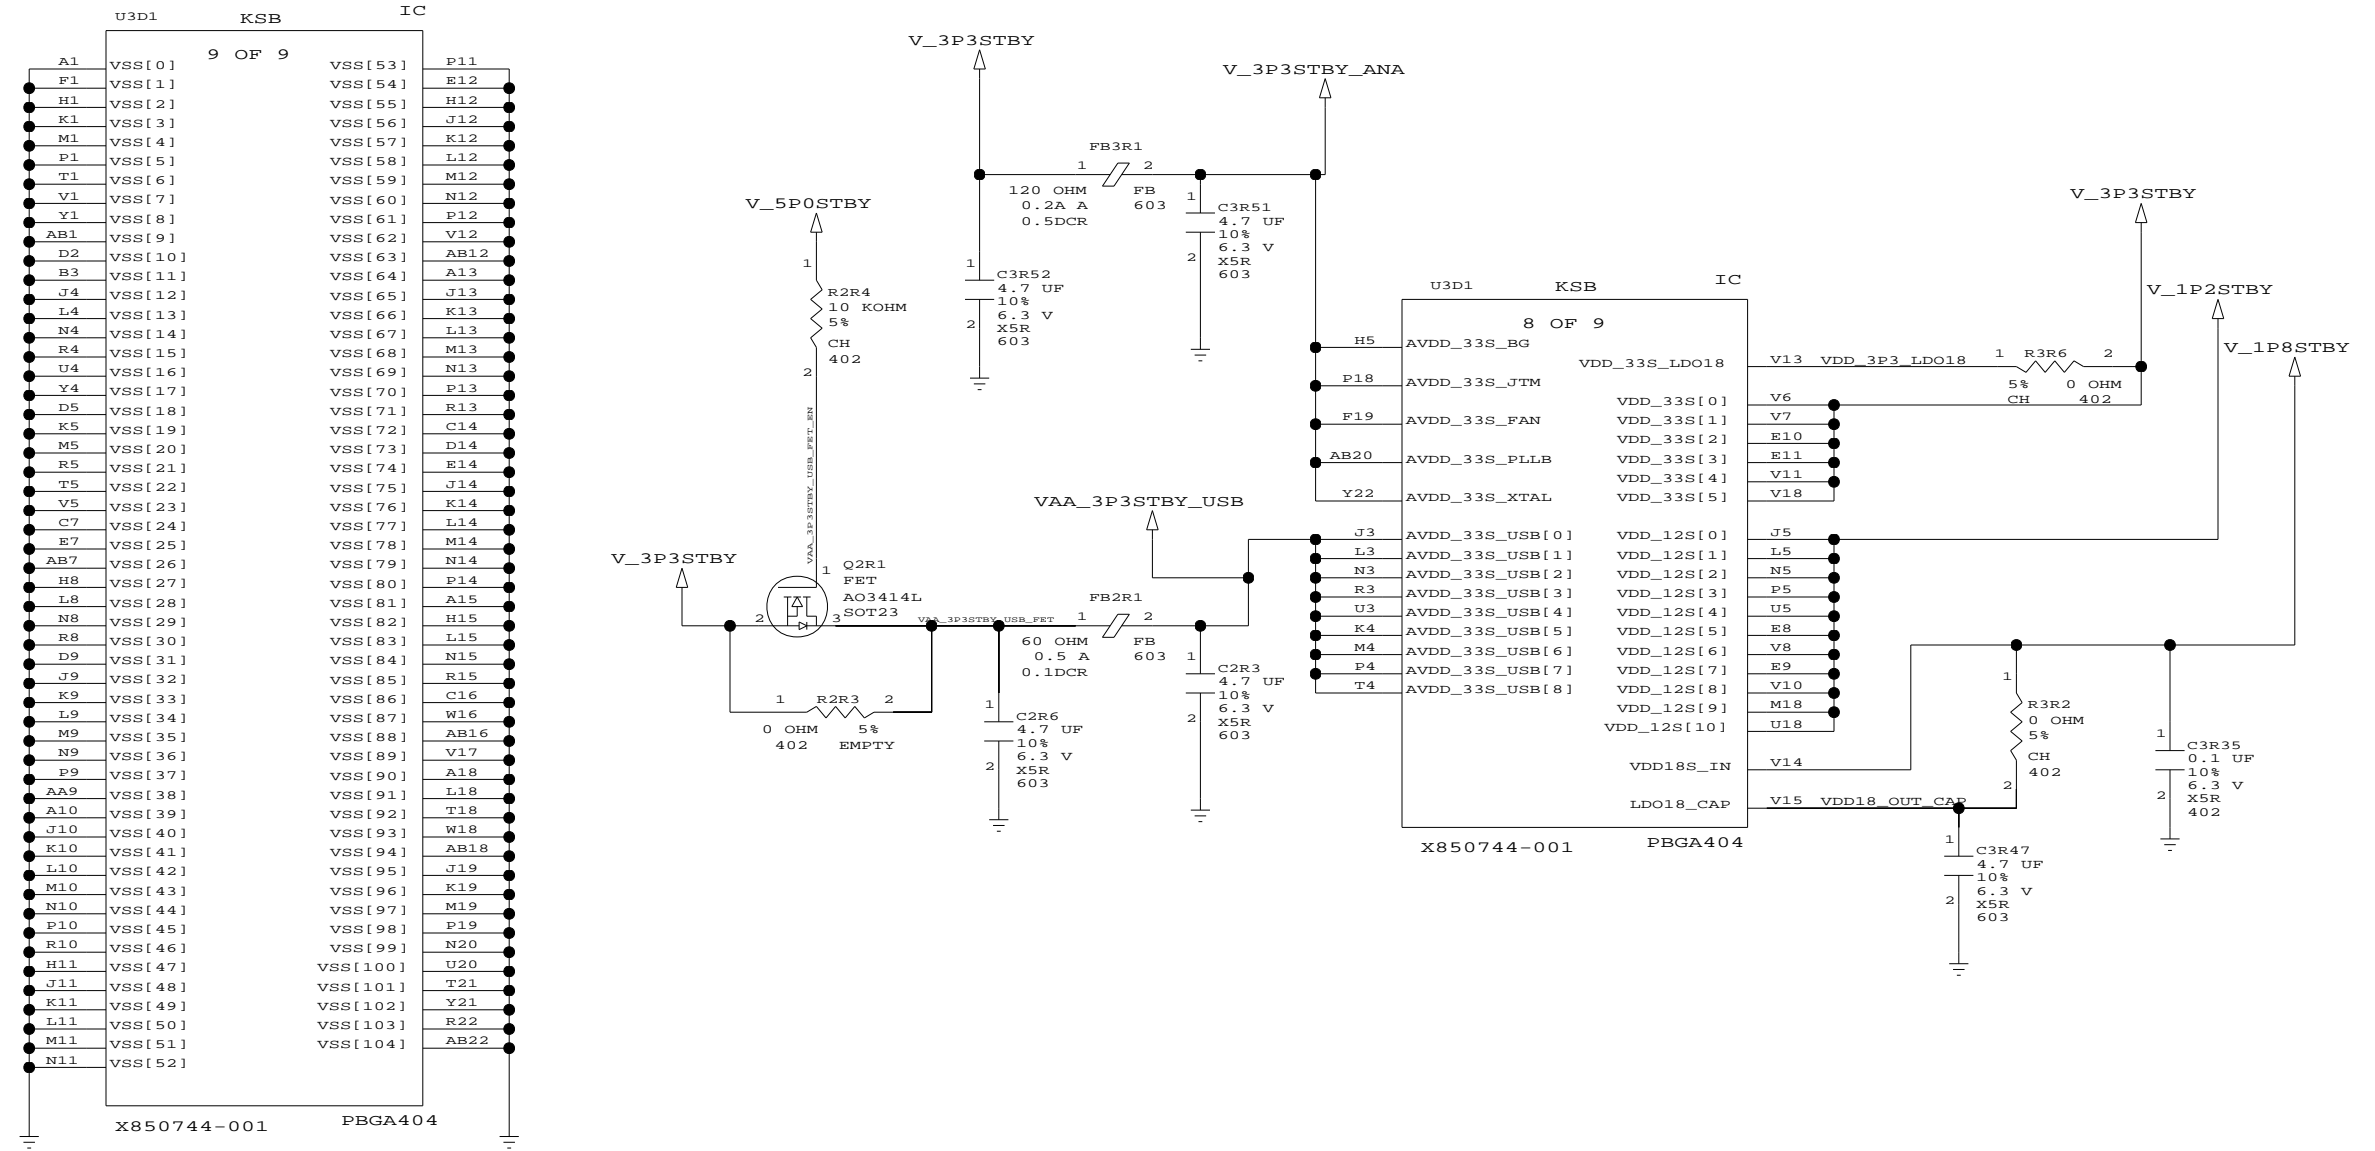 U3D1 KSB IC
9 OF 9
A1 VSS[0] VSS[53] P11
F1 VSS[1] VSS[54] E12
H1 VSS[2] VSS[55] H12
K1 VSS[3] VSS[56] J12
M1 VSS[4] VSS[57] K12
P1 VSS[5] VSS[58] L12
T1 VSS[6] VSS[59] M12
V1 VSS[7] VSS[60] N12
Y1 VSS[8] VSS[61] P12
AB1 VSS[9] VSS[62] V12
D2 VSS[10] VSS[63] AB12
B3 VSS[11] VSS[64] A13
J4 VSS[12] VSS[65] J13
L4 VSS[13] VSS[66] K13
N4 VSS[14] VSS[67] L13
R4 VSS[15] VSS[68] M13
U4 VSS[16] VSS[69] N13
Y4 VSS[17] VSS[70] P13
D5 VSS[18] VSS[71] R13
K5 VSS[19] VSS[72] C14
M5 VSS[20] VSS[73] D14
R5 VSS[21] VSS[74] E14
T5 VSS[22] VSS[75] J14
V5 VSS[23] VSS[76] K14
C7 VSS[24] VSS[77] L14
E7 VSS[25] VSS[78] M14
AB7 VSS[26] VSS[79] N14
H8 VSS[27] VSS[80] P14
L8 VSS[28] VSS[81] A15
N8 VSS[29] VSS[82] H15
R8 VSS[30] VSS[83] L15
D9 VSS[31] VSS[84] N15
J9 VSS[32] VSS[85] R15
K9 VSS[33] VSS[86] C16
L9 VSS[34] VSS[87] W16
M9 VSS[35] VSS[88] AB16
N9 VSS[36] VSS[89] V17
P9 VSS[37] VSS[90] A18
AA9 VSS[38] VSS[91] L18
A10 VSS[39] VSS[92] T18
J10 VSS[40] VSS[93] W18
K10 VSS[41] VSS[94] AB18
L10 VSS[42] VSS[95] J19
M10 VSS[43] VSS[96] K19
N10 VSS[44] VSS[97] M19
P10 VSS[45] VSS[98] P19
R10 VSS[46] VSS[99] N20
H11 VSS[47] VSS[100] U20
J11 VSS[48] VSS[101] T21
K11 VSS[49] VSS[102] Y21
L11 VSS[50] VSS[103] R22
M11 VSS[51] VSS[104] AB22
N11 VSS[52]
X850744-001 PBGA404
V_5P0STBY
1
R2R4
10 KOHM
5%
CH
402
2
VAA_3P3STBY_USB_FET_EN
V_3P3STBY
1
Q2R1
FET
AO3414L
SOT23
2 3
VAA_3P3STBY_USB_FET
1 R2R3 2
0 OHM 5%
402 EMPTY
V_3P3STBY
V_3P3STBY_ANA
FB3R1
1 2
120 OHM FB
0.2A A 603
0.5DCR
1
C3R52
4.7 UF
10%
6.3 V
2
X5R
603
1
C3R51
4.7 UF
10%
6.3 V
2
X5R
603
VAA_3P3STBY_USB
FB2R1
1 2
60 OHM FB
0.5 A 603
0.1DCR
1
C2R6
4.7 UF
10%
6.3 V
2
X5R
603
1
C2R3
4.7 UF
10%
6.3 V
2
X5R
603
U3D1 KSB IC
8 OF 9
H5 AVDD_33S_BG
P18 AVDD_33S_JTM
F19 AVDD_33S_FAN
AB20 AVDD_33S_PLLB
Y22 AVDD_33S_XTAL
J3 AVDD_33S_USB[0]
L3 AVDD_33S_USB[1]
N3 AVDD_33S_USB[2]
R3 AVDD_33S_USB[3]
U3 AVDD_33S_USB[4]
K4 AVDD_33S_USB[5]
M4 AVDD_33S_USB[6]
P4 AVDD_33S_USB[7]
T4 AVDD_33S_USB[8]
VDD_33S_LDO18 V13 VDD_3P3_LDO18
VDD_33S[0] V6
VDD_33S[1] V7
VDD_33S[2] E10
VDD_33S[3] E11
VDD_33S[4] V11
VDD_33S[5] V18
VDD_12S[0] J5
VDD_12S[1] L5
VDD_12S[2] N5
VDD_12S[3] P5
VDD_12S[4] U5
VDD_12S[5] E8
VDD_12S[6] V8
VDD_12S[7] E9
VDD_12S[8] V10
VDD_12S[9] M18
VDD_12S[10] U18
VDD18S_IN V14
LDO18_CAP V15 VDD18_OUT_CAP
X850744-001 PBGA404
V_3P3STBY
V_1P2STBY
V_1P8STBY
1 R3R6 2
5% 0 OHM
CH 402
1
R3R2
0 OHM
5%
CH
402
2
1
C3R35
0.1 UF
10%
6.3 V
2
X5R
402
1
C3R47
4.7 UF
10%
6.3 V
2
X5R
603